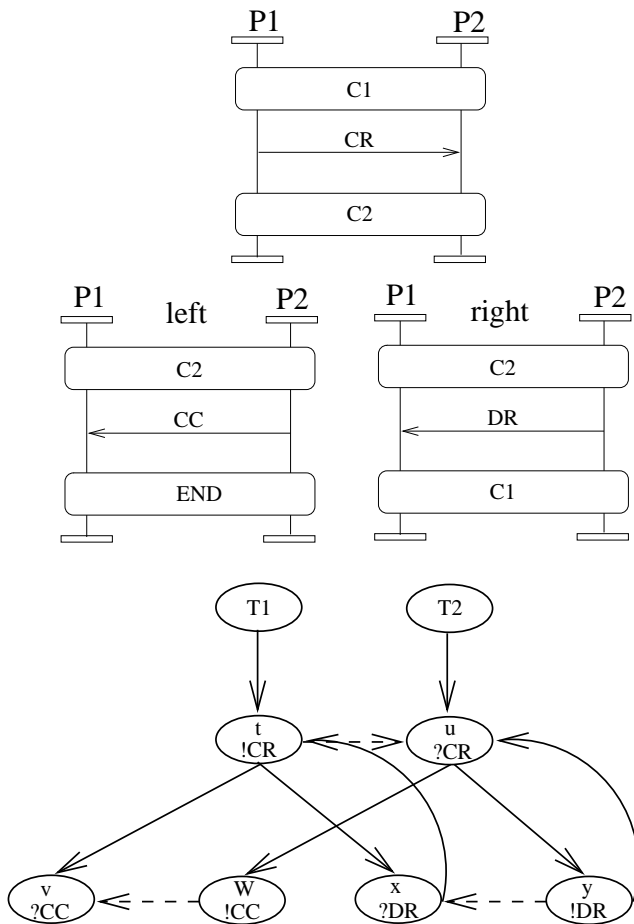 P1 P2
C1
CR
C2
P1 left P2
C2
CC
END
P1 right P2
C2
DR
C1
T1 T2
t
!CR
u
?CR
v
?CC
W
!CC
x
?DR
y
!DR